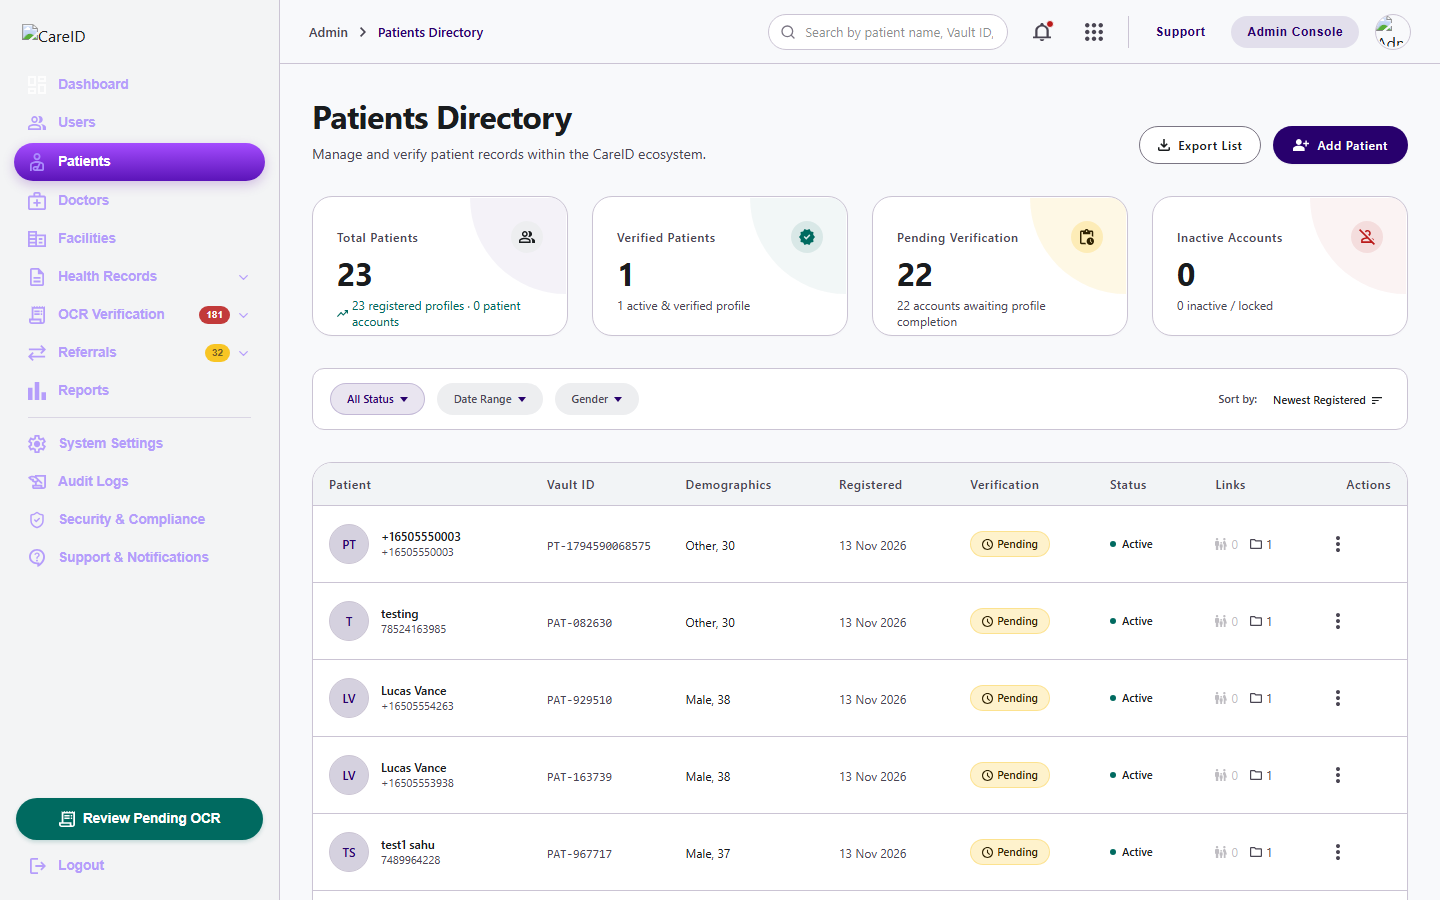 CareID
Dashboard
Users
Patients
Doctors
Facilities
Health Records
OCR Verification 181
Referrals 32
Reports
System Settings
Audit Logs
Security & Compliance
Support & Notifications
Review Pending OCR
Logout
Admin > Patients Directory
Search by patient name, Vault ID,
Support
Admin Console
Patients Directory
Manage and verify patient records within the CareID ecosystem.
Export List
Add Patient
Total Patients
23
23 registered profiles · 0 patient
accounts
Verified Patients
1
1 active & verified profile
Pending Verification
22
22 accounts awaiting profile
completion
Inactive Accounts
0
0 inactive / locked
All Status
Date Range
Gender
Sort by: Newest Registered
Patient Vault ID Demographics Registered Verification Status Links Actions
PT +16505550003
+16505550003
PT-1794590068575 Other, 30 13 Nov 2026 Pending Active 0 1
T testing
78524163985
PAT-082630 Other, 30 13 Nov 2026 Pending Active 0 1
LV Lucas Vance
+16505554263
PAT-929510 Male, 38 13 Nov 2026 Pending Active 0 1
LV Lucas Vance
+16505553938
PAT-163739 Male, 38 13 Nov 2026 Pending Active 0 1
TS test1 sahu
7489964228
PAT-967717 Male, 37 13 Nov 2026 Pending Active 0 1